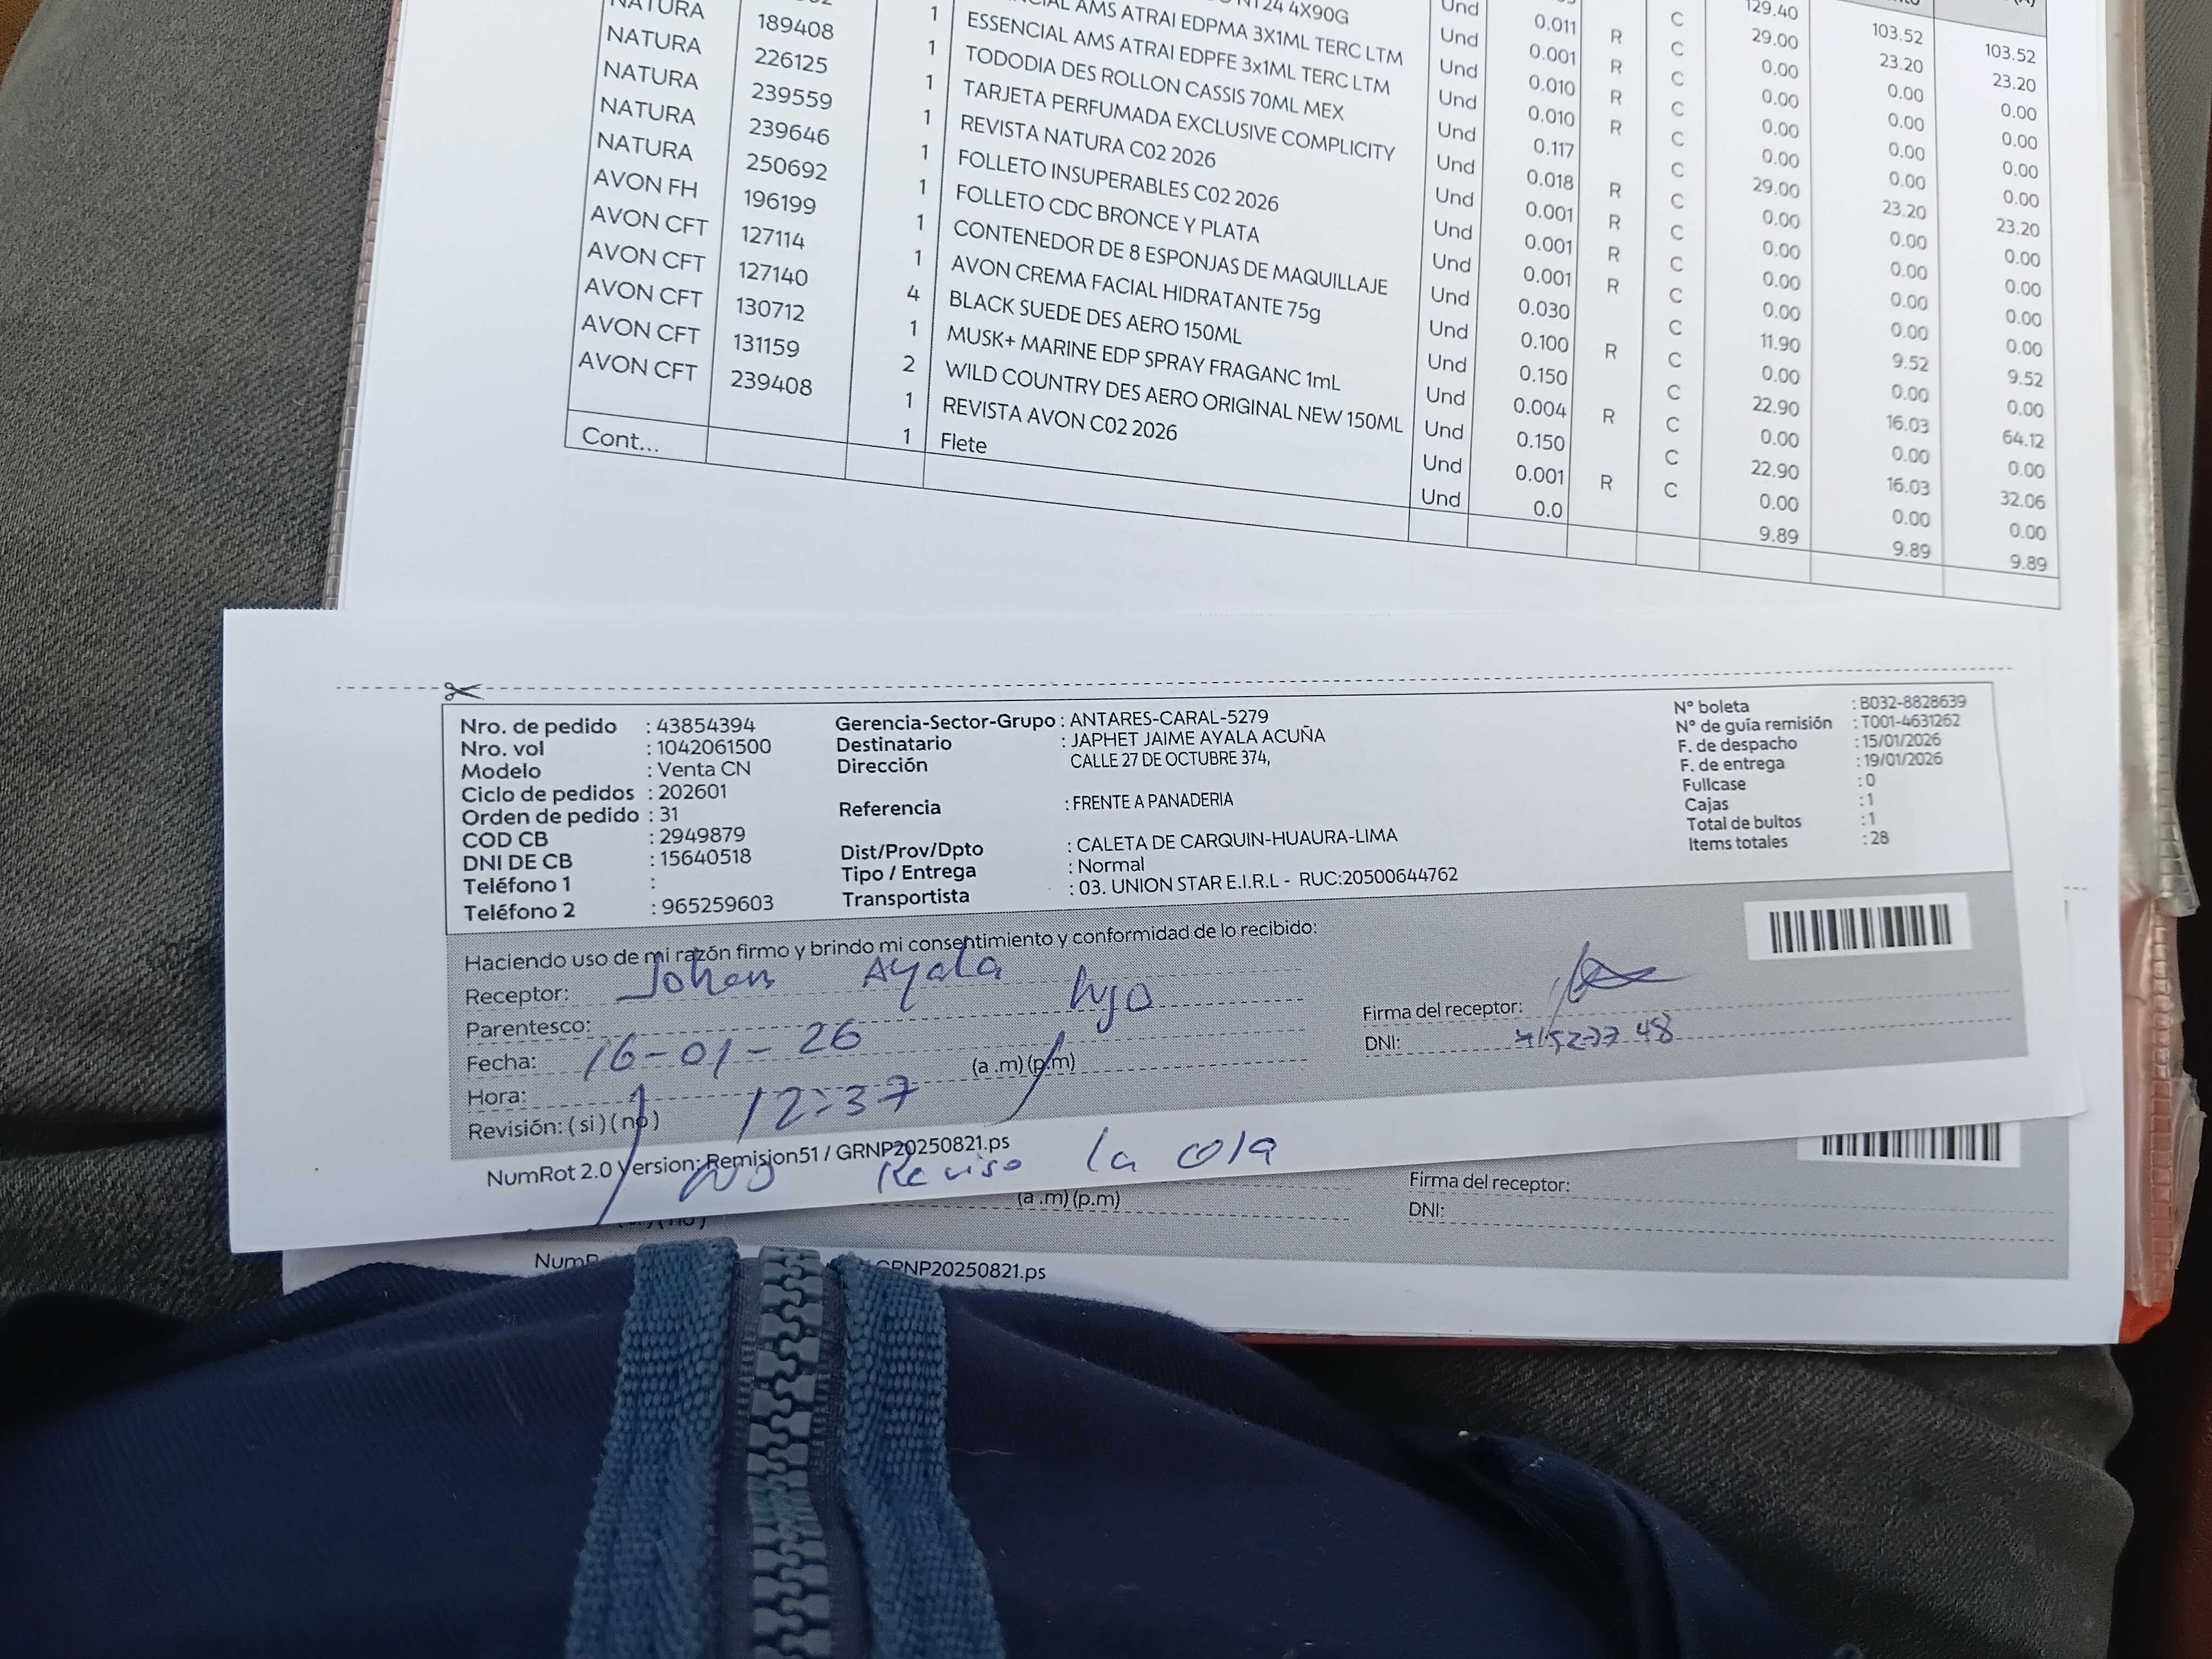 129.40
NT24 4X90G Und 0.011 R C 29.00 103.52 103.52
NATURA 189408 1 AMS ATRAI EDPMA 3X1ML TERC LTM Und 0.001 R C 0.00 23.20 23.20
NATURA 226125 1 ESSENCIAL AMS ATRAI EDPFE 3x1ML TERC LTM Und 0.010 R C 0.00 0.00 0.00
NATURA 239559 1 TODODIA DES ROLLON CASSIS 70ML MEX Und 0.010 R C 0.00 0.00 0.00
NATURA 239646 1 TARJETA PERFUMADA EXCLUSIVE COMPLICITY Und 0.117 C 0.00 0.00 0.00
NATURA 250692 1 REVISTA NATURA C02 2026 Und 0.018 R C 29.00 0.00 0.00
AVON FH 196199 1 FOLLETO INSUPERABLES C02 2026 Und 0.001 R C 0.00 23.20 23.20
AVON CFT 127114 1 FOLLETO CDC BRONCE Y PLATA Und 0.001 R C 0.00 0.00 0.00
AVON CFT 127140 1 CONTENEDOR DE 8 ESPONJAS DE MAQUILLAJE Und 0.001 R C 0.00 0.00 0.00
AVON CFT 130712 4 AVON CREMA FACIAL HIDRATANTE 75g Und 0.030 C 0.00 0.00 0.00
AVON CFT 131159 1 BLACK SUEDE DES AERO 150ML Und 0.100 R C 11.90 9.52 9.52
AVON CFT 239408 2 MUSK+ MARINE EDP SPRAY FRAGANC 1mL Und 0.150 C 0.00 0.00 0.00
1 WILD COUNTRY DES AERO ORIGINAL NEW 150ML Und 0.004 R C 22.90 16.03 64.12
1 REVISTA AVON C02 2026 Und 0.150 C 0.00 0.00 0.00
Flete Und 0.001 R C 22.90 16.03 32.06
Und 0.0 0.00 0.00 0.00
9.89 9.89 9.89
Cont...
Nro. de pedido : 43854394
Nro. vol : 1042061500
Modelo : Venta CN
Ciclo de pedidos : 202601
Orden de pedido : 31
COD CB : 2949879
DNI DE CB : 15640518
Teléfono 1 :
Teléfono 2 : 965259603
Gerencia-Sector-Grupo : ANTARES-CARAL-5279
Destinatario : JAPHET JAIME AYALA ACUÑA
Dirección CALLE 27 DE OCTUBRE 374,
Referencia : FRENTE A PANADERIA
Dist/Prov/Dpto : CALETA DE CARQUIN-HUAURA-LIMA
Tipo / Entrega : Normal
Transportista : 03. UNION STAR E.I.R.L - RUC:20500644762
N° boleta : B032-8828639
N° de guía remisión : T001-4631262
F. de despacho : 15/01/2026
F. de entrega : 19/01/2026
Fullcase : 0
Cajas : 1
Total de bultos : 1
Items totales : 28
Haciendo uso de mi razón firmo y brindo mi consentimiento y conformidad de lo recibido:
Receptor: Johan Ayala
Parentesco: hijo
Fecha: 16-01-26
Hora: 12:37 (a .m) (p.m)
Revisión: ( si ) ( no )
Firma del receptor:
DNI:
NumRot 2.0 Version: Remision51 / GRNP20250821.ps
no Reviso la
(a .m) (p.m)
Firma del receptor:
DNI:
GRNP20250821.ps